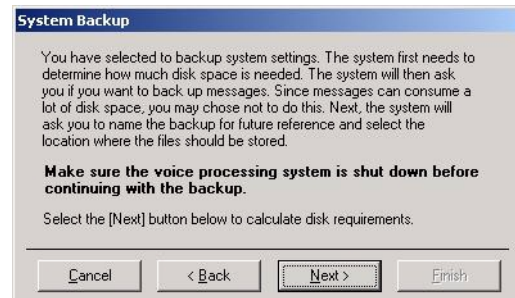 System Backup
You have selected to backup system settings. The system first needs to
determine how much disk space is needed. The system will then ask
you if you want to back up messages. Since messages can consume a
lot of disk space, you may chose not to do this. Next, the system will
ask you to name the backup for future reference and select the
location where the files should be stored.
Make sure the voice processing system is shut down before
continuing with the backup.
Select the [Next] button below to calculate disk requirements.
Cancel < Back Next > Finish